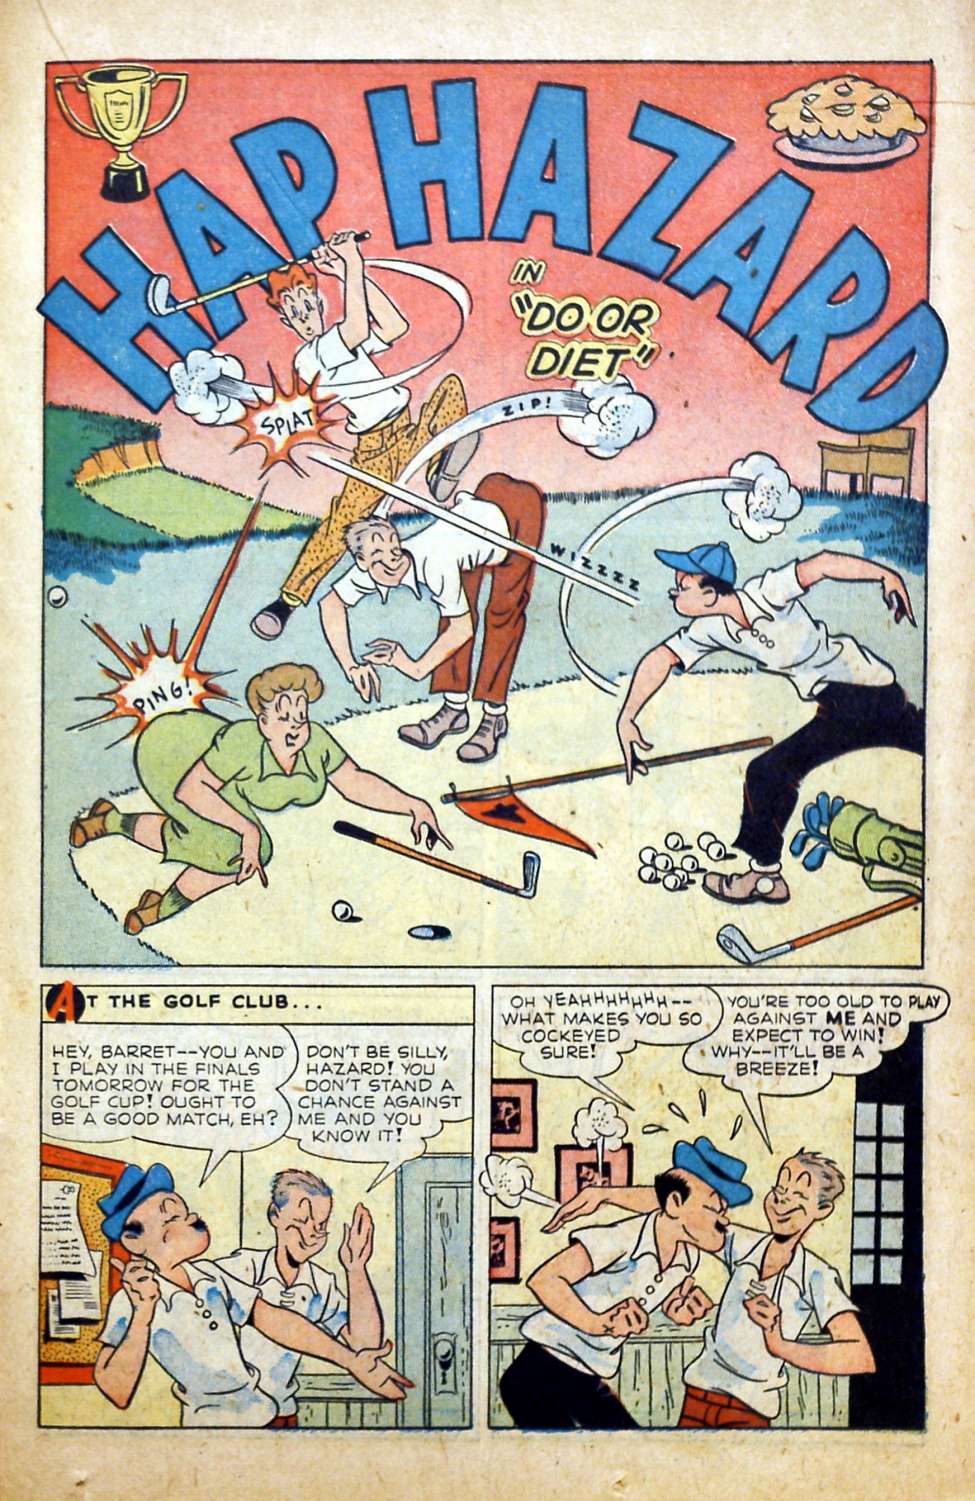 HAP HAZARD
IN
"DO OR
DIET"
ZIP!
SPLAT
WIZZZZ
PING!
AT THE GOLF CLUB...
HEY, BARRET--YOU AND
I PLAY IN THE FINALS
TOMORROW FOR THE
GOLF CUP! OUGHT TO
BE A GOOD MATCH, EH?
DON'T BE SILLY,
HAZARD! YOU
DON'T STAND A
CHANCE AGAINST
ME AND YOU
KNOW IT!
OH YEAHHHHHHH--
WHAT MAKES YOU SO
COCKEYED
SURE!
YOU'RE TOO OLD TO PLAY
AGAINST ME AND
EXPECT TO WIN!
WHY--IT'LL BE A
BREEZE!